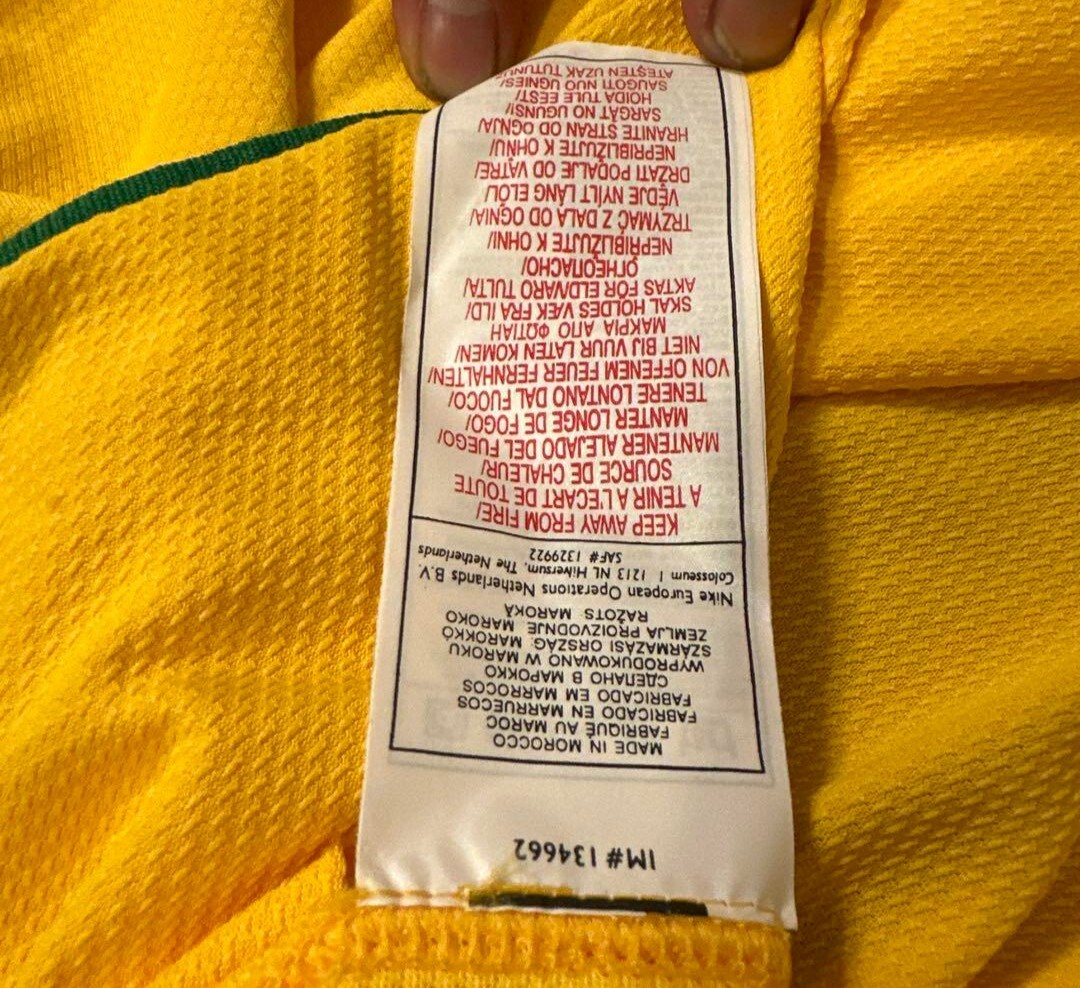 IM# 134662
MADE IN MOROCCO
FABRIQUÉ AU MAROC
FABRICADO EN MARRUECOS
FABRICADO EM MARROCOS
СДЕЛАНО В МАРОККО
WYPRODUKOWANO W MAROKU
SZÁRMAZÁSI ORSZÁG: MAROKKÓ
ZEMLJA PROIZVODNJE: MAROKO
RAŽOTS MAROKĀ
Nike European Operations Netherlands B.V.
Colosseum 1 1213 NL Hilversum, The Netherlands
SAF# 1329922
KEEP AWAY FROM FIRE/
A TENIR A L'ECART DE TOUTE
SOURCE DE CHALEUR/
MANTENER ALEJADO DEL FUEGO/
MANTER LONGE DE FOGO/
TENERE LONTANO DAL FUOCO/
VON OFFENEM FEUER FERNHALTEN/
NIET BIJ VUUR LATEN KOMEN/
ΜΑΚΡΙΑ ΑΠΟ ΦΩΤΙΑΗ
SKAL HOLDES VÆK FRA ILD/
AKTAS FÖR ELDVARO TULTA/
ОГНЕОПАСНО/
NEPRIBLIŽUJTE K OHNI/
TRZYMAĆ Z DALA OD OGNIA/
VÉDJE NYÍLT LÁNG ELŐL/
DRŽATI PODALJE OD VATRE/
NEPRIBLIŽUJTE K OHNU/
HRANITE STRAN OD OGNJA/
SARGĀT NO UGUNS/
HOIDA TULE EEST/
SAUGOTI NUO UGNIES/
ATEŞTEN UZAK TUTUNUZ